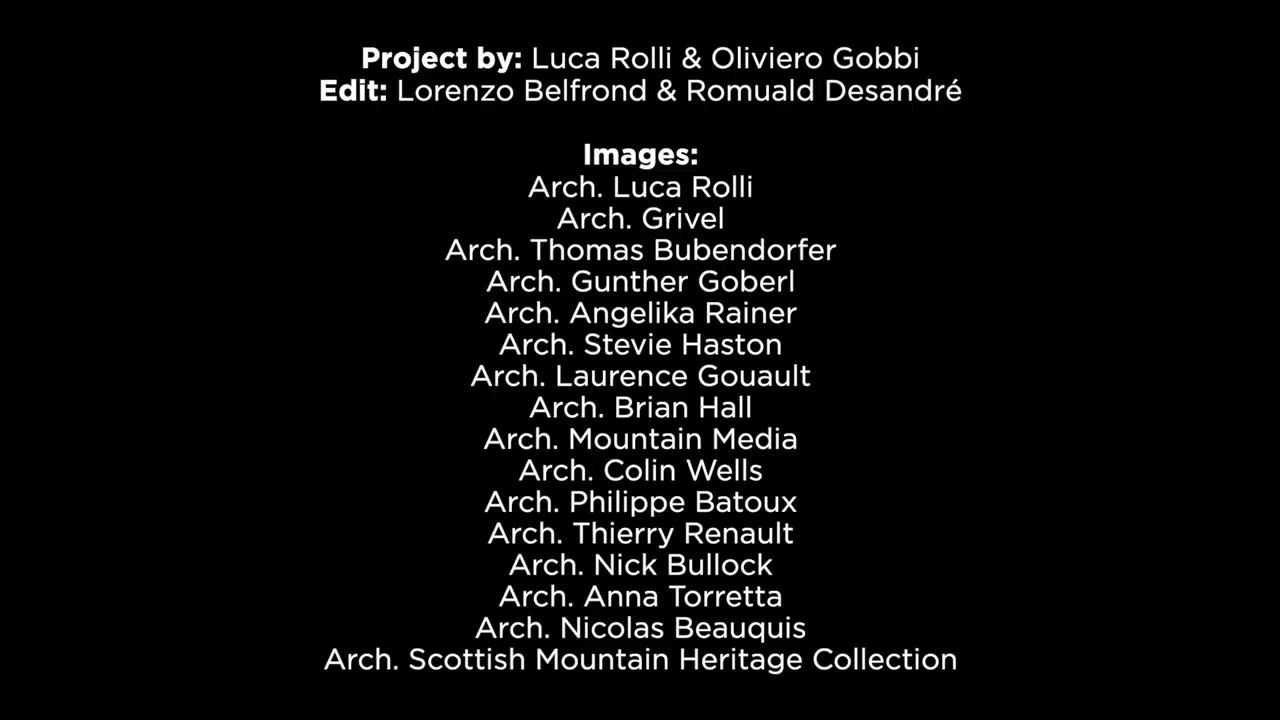 Project by: Luca Rolli & Oliviero Gobbi
Edit: Lorenzo Belfrond & Romuald Desandré
Images:
Arch. Luca Rolli
Arch. Grivel
Arch. Thomas Bubendorfer
Arch. Gunther Goberl
Arch. Angelika Rainer
Arch. Stevie Haston
Arch. Laurence Gouault
Arch. Brian Hall
Arch. Mountain Media
Arch. Colin Wells
Arch. Philippe Batoux
Arch. Thierry Renault
Arch. Nick Bullock
Arch. Anna Torretta
Arch. Nicolas Beauquis
Arch. Scottish Mountain Heritage Collection